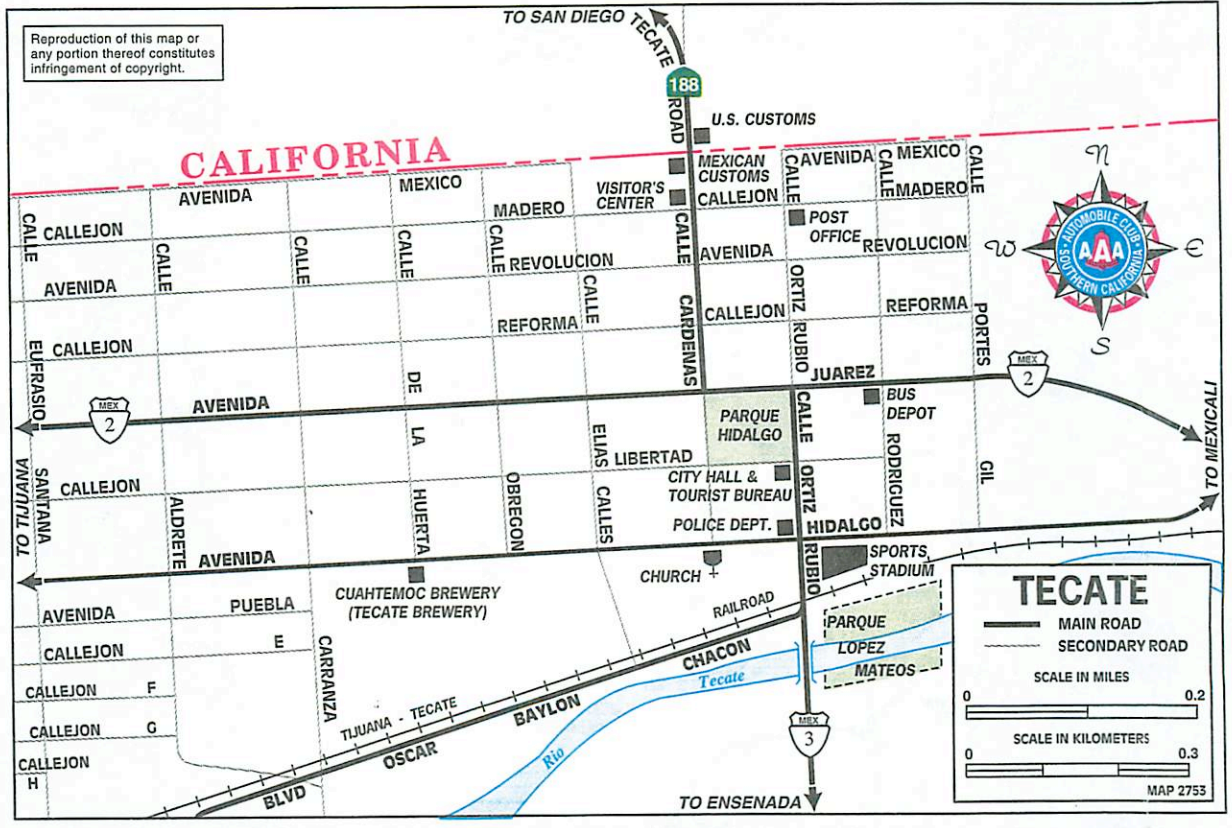 Reproduction of this map or
any portion thereof constitutes
infringement of copyright.
TO SAN DIEGO
TECATE
188
ROAD
U.S. CUSTOMS
CALIFORNIA
MEXICAN
CUSTOMS
VISITOR'S
CENTER
AVENIDA
MEXICO
AVENIDA
MEXICO
CALLE
CALLE
CALLE
CALLEJON
MADERO
CALLEJON
MADERO
POST
OFFICE
N
W
E
S
AUTOMOBILE CLUB
AAA
SOUTHERN CALIFORNIA
CALLE
CALLE
CALLE
CALLE
CALLE
CALLE
AVENIDA
REVOLUCION
AVENIDA
REVOLUCION
CALLE
CARDENAS
ORTIZ
RUBIO
PORTES
CALLEJON
REFORMA
CALLEJON
REFORMA
EUFRASIO
DE
LA
HUERTA
MEX
2
AVENIDA
JUAREZ
MEX
2
BUS
DEPOT
PARQUE
HIDALGO
CALLE
ORTIZ
RUBIO
RODRIGUEZ
GIL
TO MEXICALI
ELIAS
CALLES
OBREGON
CALLEJON
LIBERTAD
CITY HALL &
TOURIST BUREAU
TO TIJUANA
SANTANA
ALDRETE
POLICE DEPT.
AVENIDA
HIDALGO
CHURCH
SPORTS
STADIUM
CUAHTEMOC BREWERY
(TECATE BREWERY)
AVENIDA
PUEBLA
CALLEJON
E
CALLEJON
F
CALLEJON
G
CALLEJON
H
CARRANZA
TIJUANA - TECATE
RAILROAD
BLVD
OSCAR
BAYLON
CHACON
Rio
Tecate
PARQUE
LOPEZ
MATEOS
MEX
3
TO ENSENADA
TECATE
MAIN ROAD
SECONDARY ROAD
SCALE IN MILES
0
0.2
SCALE IN KILOMETERS
0
0.3
MAP 2753